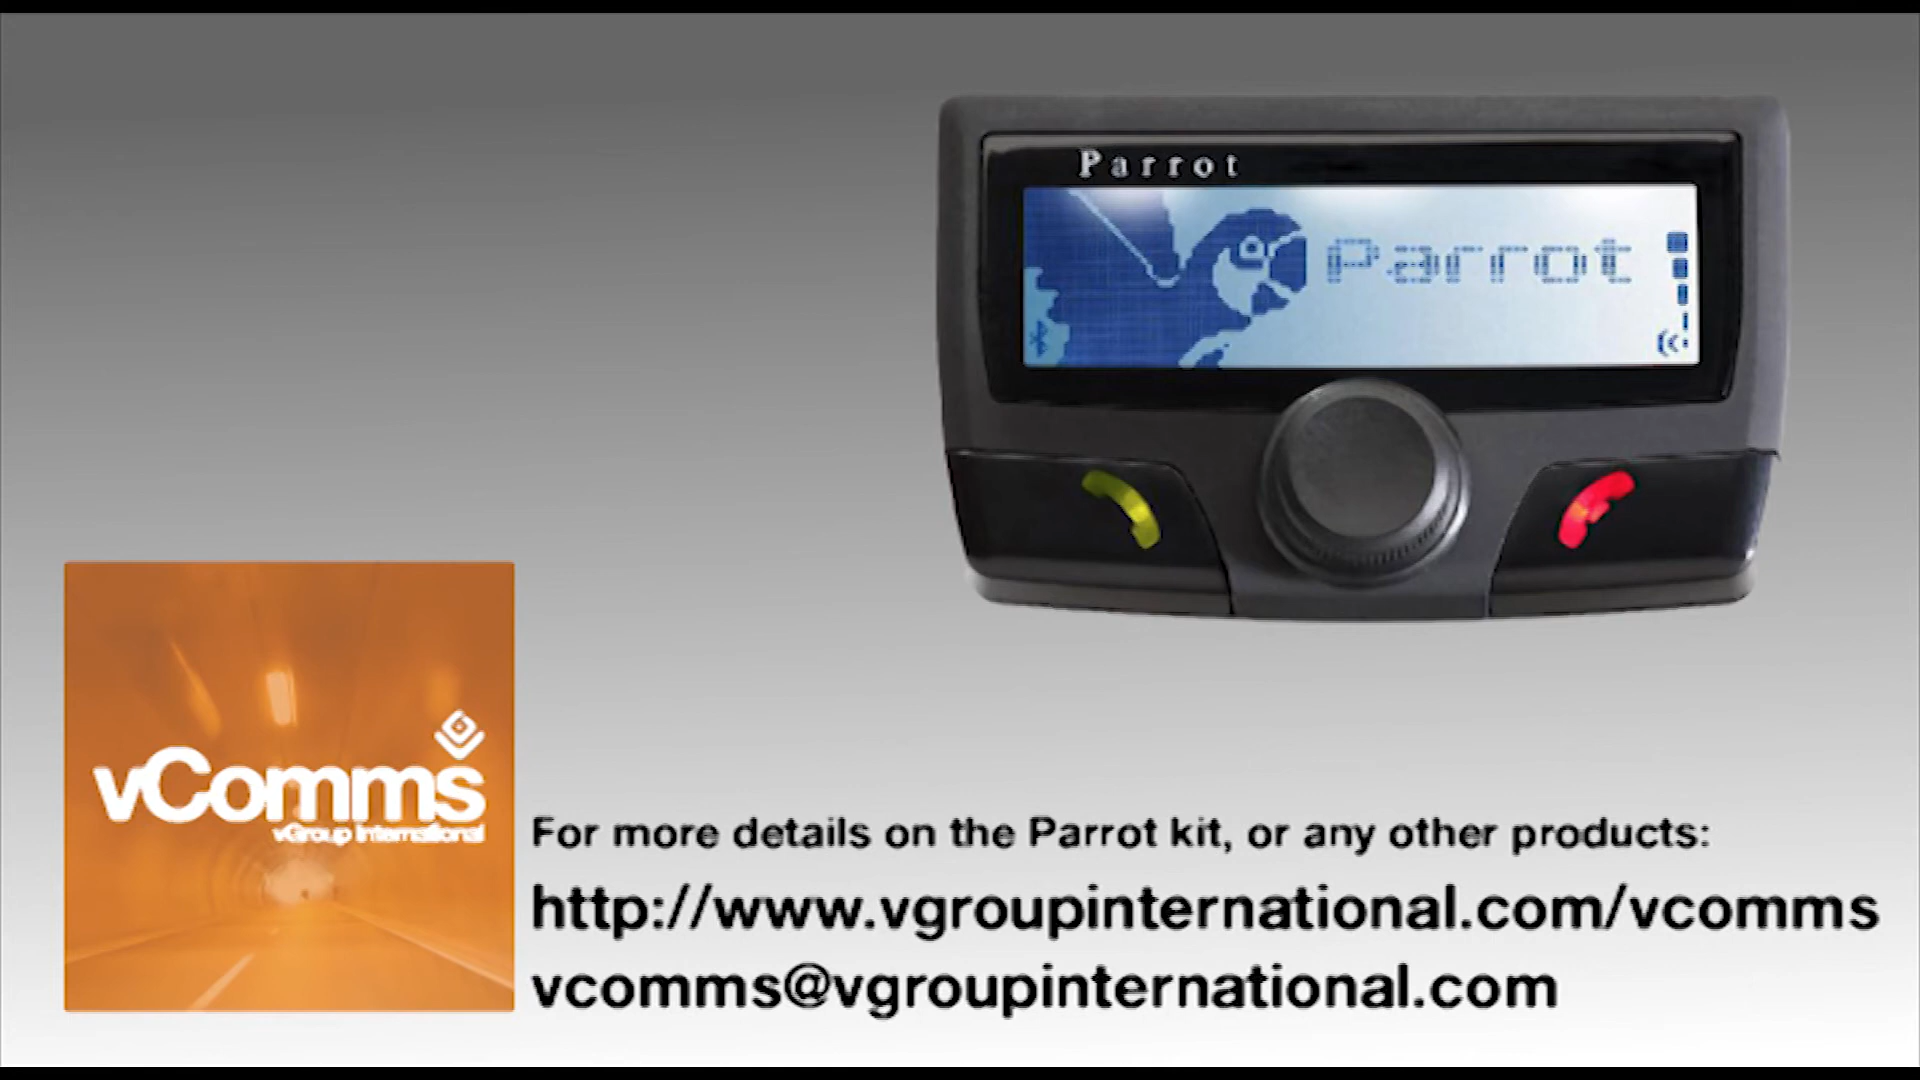 Parrot
Parrot
vComms
vGroup International
For more details on the Parrot kit, or any other products:
http://www.vgroupinternational.com/vcomms
vcomms@vgroupinternational.com